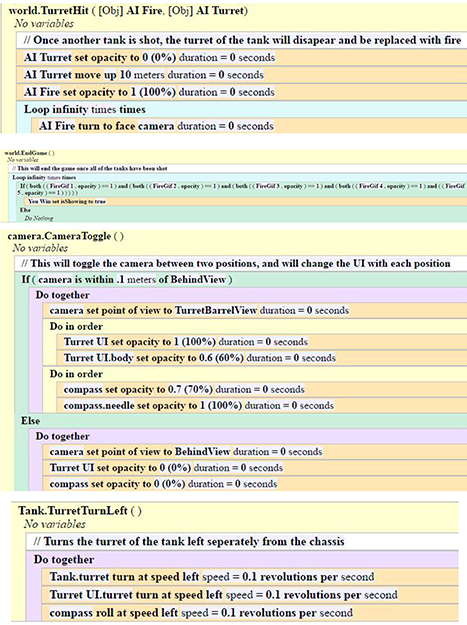 world.TurretHit ( [Obj] AI Fire, [Obj] AI Turret)
No variables
// Once another tank is shot, the turret of the tank will disapear and be replaced with fire
AI Turret set opacity to 0 (0%) duration = 0 seconds
AI Turret move up 10 meters duration = 0 seconds
AI Fire set opacity to 1 (100%) duration = 0 seconds
Loop infinity times times
AI Fire turn to face camera duration = 0 seconds
world.EndGame ( )
No variables
// This will end the game once all of the tanks have been shot
Loop infinity times times
If ( both ( ( FireGif 1 . opacity ) == 1 ) and ( both ( ( FireGif 2 . opacity ) == 1 ) and ( both ( ( FireGif 3 . opacity ) == 1 ) and ( both ( ( FireGif 4 . opacity ) == 1 ) and ( ( FireGif
5 . opacity ) == 1 ) ) ) ) )
You Win set isShowing to true
Else
Do Nothing
camera.CameraToggle ( )
No variables
// This will toggle the camera between two positions, and will change the UI with each position
If ( camera is within .1 meters of BehindView )
Do together
camera set point of view to TurretBarrelView duration = 0 seconds
Do in order
Turret UI set opacity to 1 (100%) duration = 0 seconds
Turret UI.body set opacity to 0.6 (60%) duration = 0 seconds
Do in order
compass set opacity to 0.7 (70%) duration = 0 seconds
compass.needle set opacity to 1 (100%) duration = 0 seconds
Else
Do together
camera set point of view to BehindView duration = 0 seconds
Turret UI set opacity to 0 (0%) duration = 0 seconds
compass set opacity to 0 (0%) duration = 0 seconds
Tank.TurretTurnLeft ( )
No variables
// Turns the turret of the tank left seperately from the chassis
Do together
Tank.turret turn at speed left speed = 0.1 revolutions per second
Turret UI.turret turn at speed left speed = 0.1 revolutions per second
compass roll at speed left speed = 0.1 revolutions per second